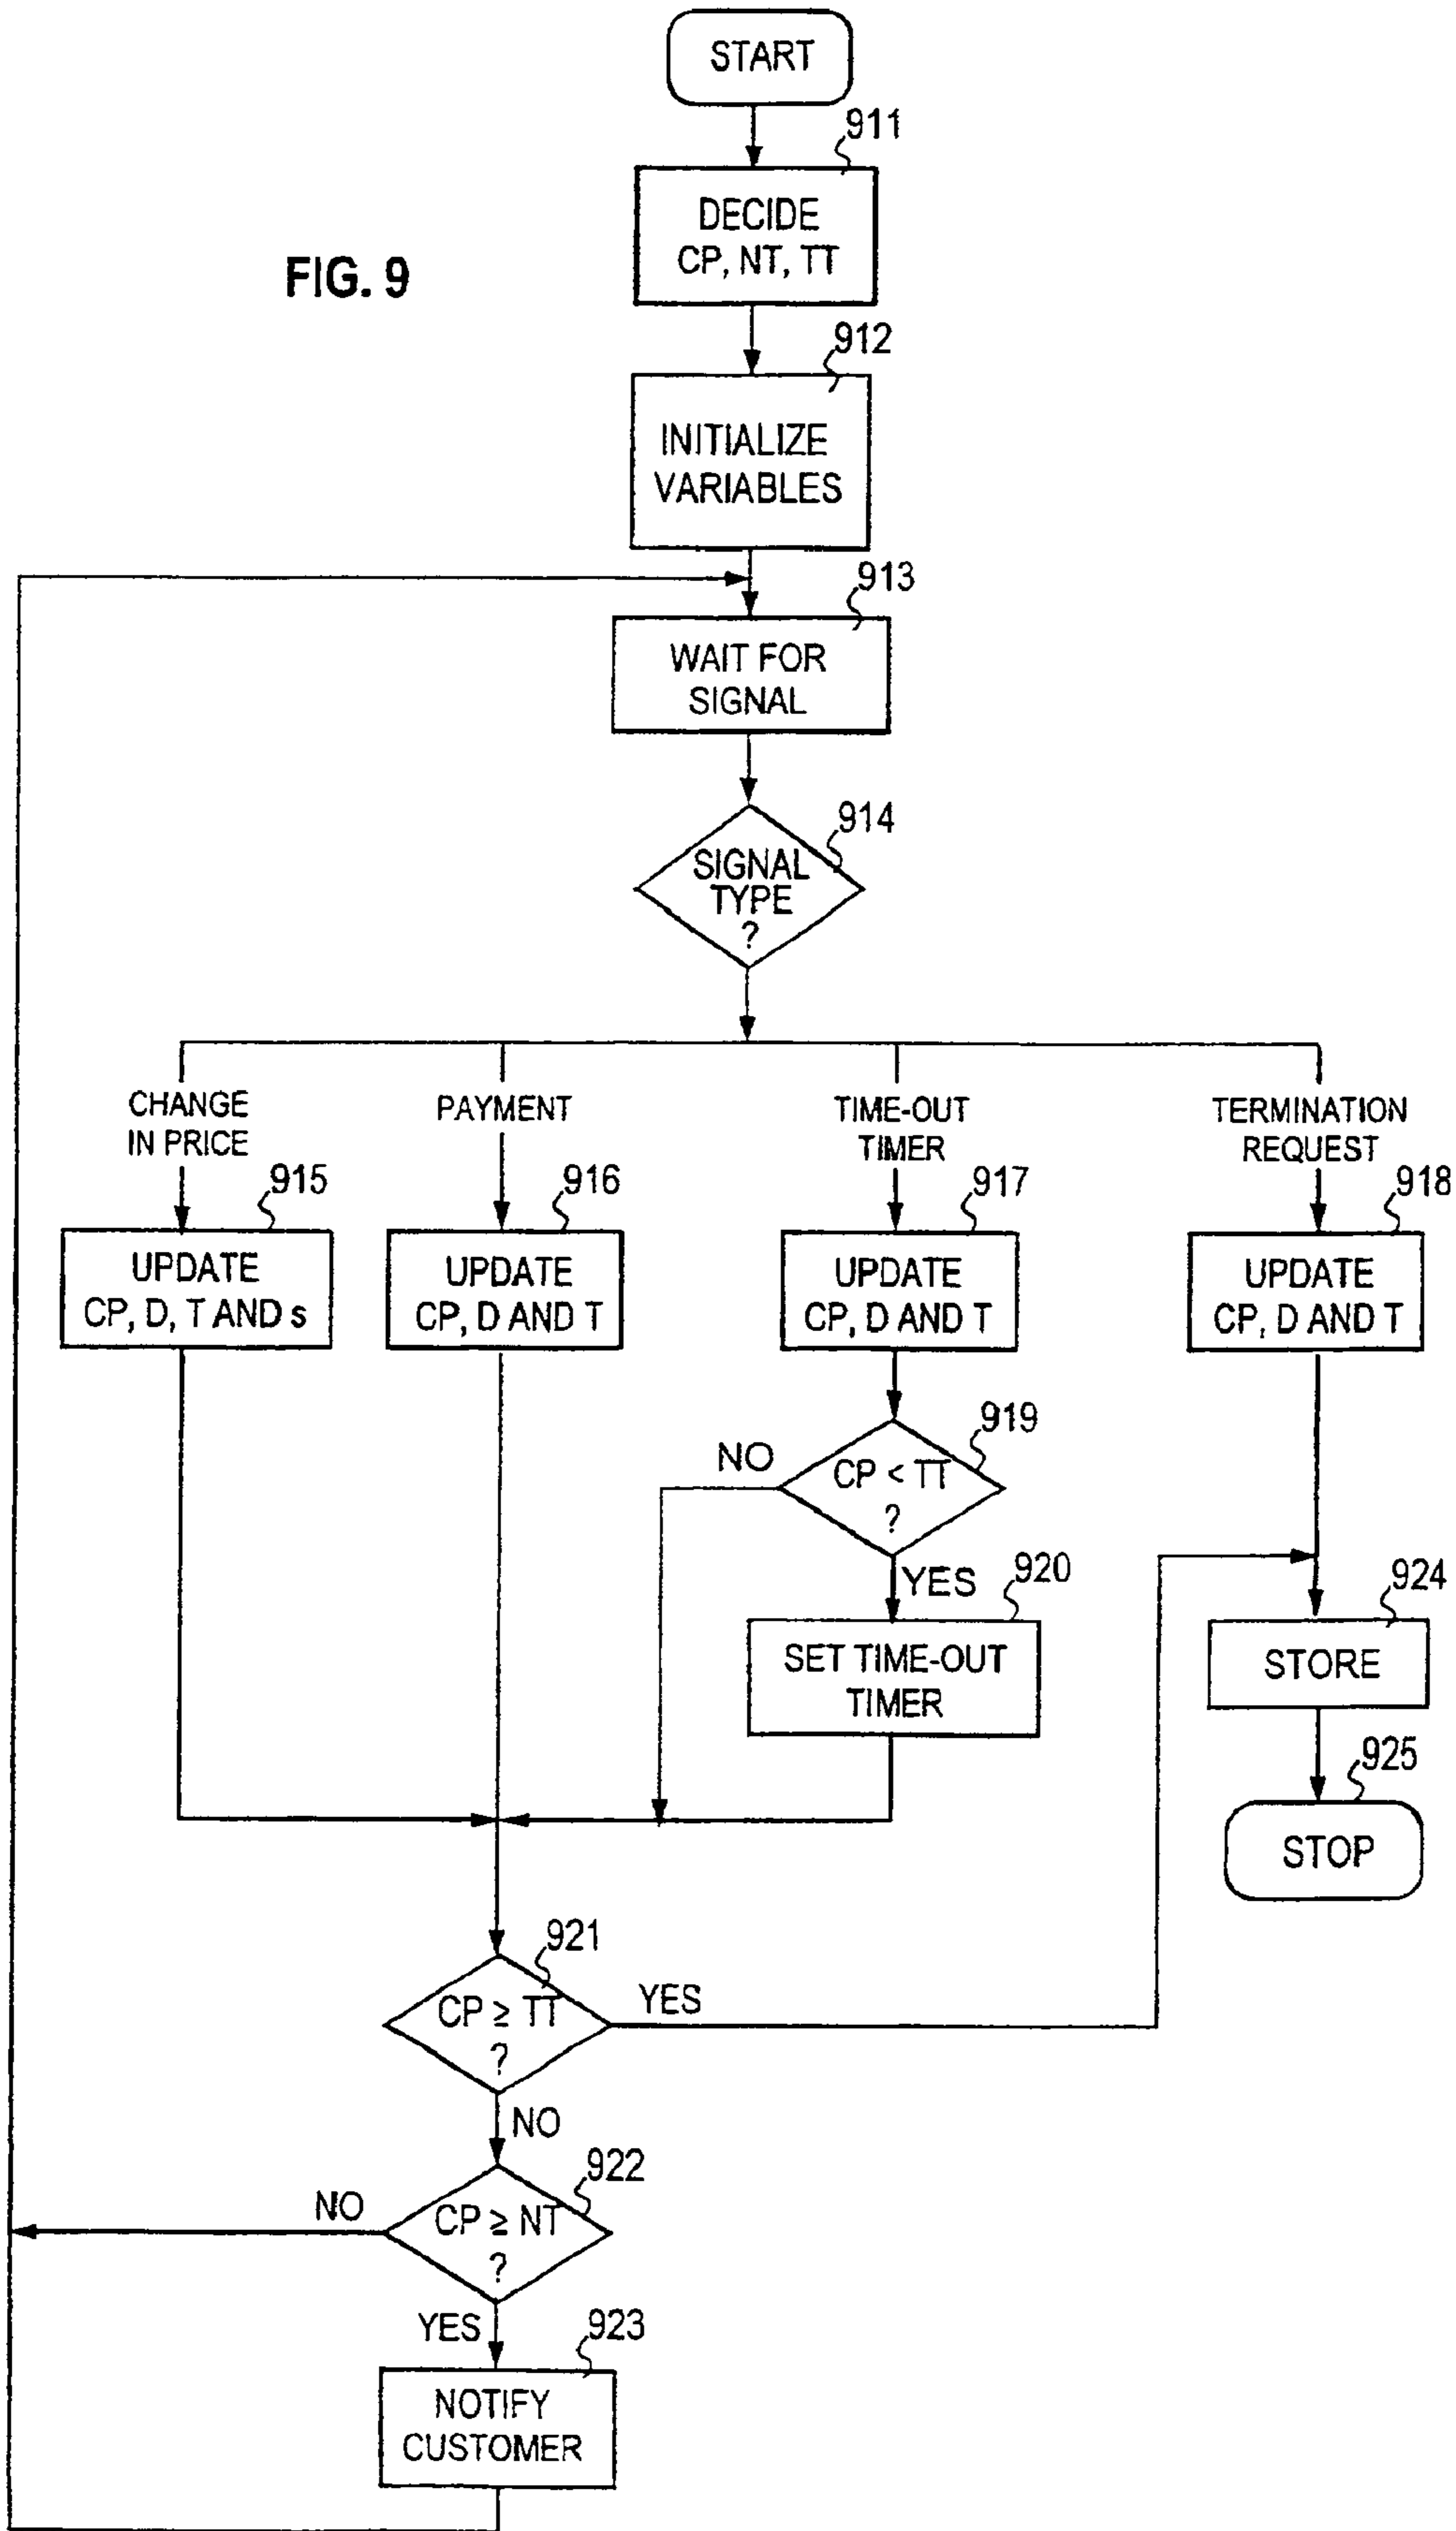 START
911
DECIDE
CP, NT, TT
FIG. 9
912
INITIALIZE
VARIABLES
913
WAIT FOR
SIGNAL
914
SIGNAL
TYPE
?
CHANGE
IN PRICE
PAYMENT
TIME-OUT
TIMER
TERMINATION
REQUEST
915
UPDATE
CP, D, T AND s
916
UPDATE
CP, D AND T
917
UPDATE
CP, D AND T
918
UPDATE
CP, D AND T
919
NO
CP < TT
?
YES
920
SET TIME-OUT
TIMER
924
STORE
925
STOP
921
CP ≥ TT
?
YES
NO
922
NO
CP ≥ NT
?
YES
923
NOTIFY
CUSTOMER